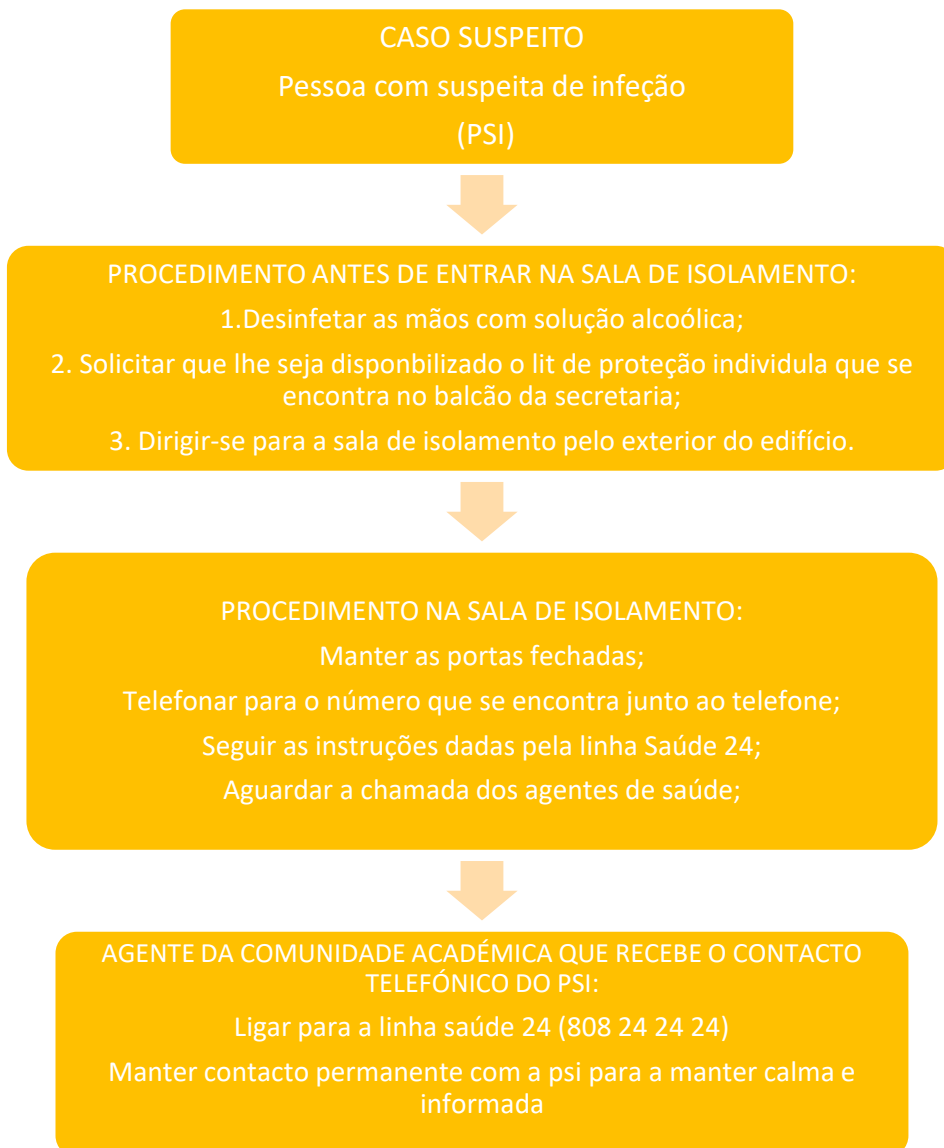 CASO SUSPEITO
Pessoa com suspeita de infeção
(PSI)
PROCEDIMENTO ANTES DE ENTRAR NA SALA DE ISOLAMENTO:
1.Desinfetar as mãos com solução alcoólica;
2. Solicitar que lhe seja disponbilizado o lit de proteção individula que se
encontra no balcão da secretaria;
3. Dirigir-se para a sala de isolamento pelo exterior do edifício.
PROCEDIMENTO NA SALA DE ISOLAMENTO:
Manter as portas fechadas;
Telefonar para o número que se encontra junto ao telefone;
Seguir as instruções dadas pela linha Saúde 24;
Aguardar a chamada dos agentes de saúde;
AGENTE DA COMUNIDADE ACADÉMICA QUE RECEBE O CONTACTO
TELEFÓNICO DO PSI:
Ligar para a linha saúde 24 (808 24 24 24)
Manter contacto permanente com a psi para a manter calma e
informada